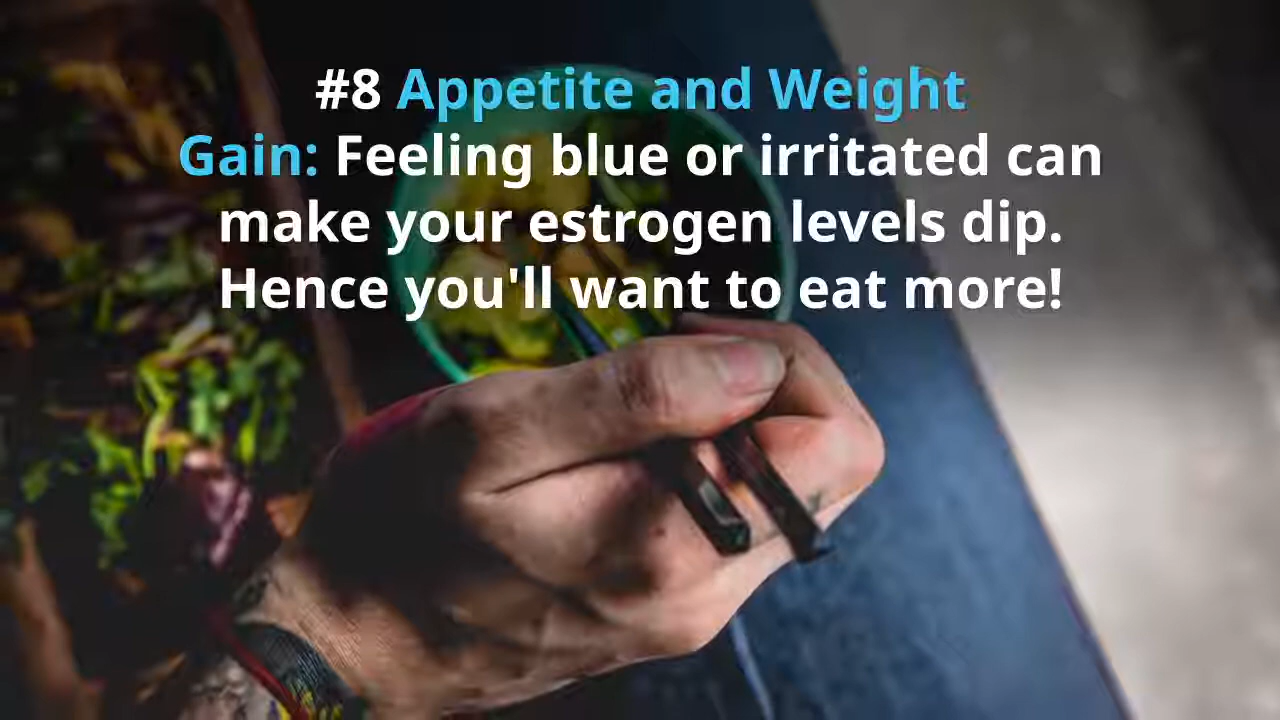 #8 Appetite and Weight
Gain: Feeling blue or irritated can
make your estrogen levels dip.
Hence you'll want to eat more!